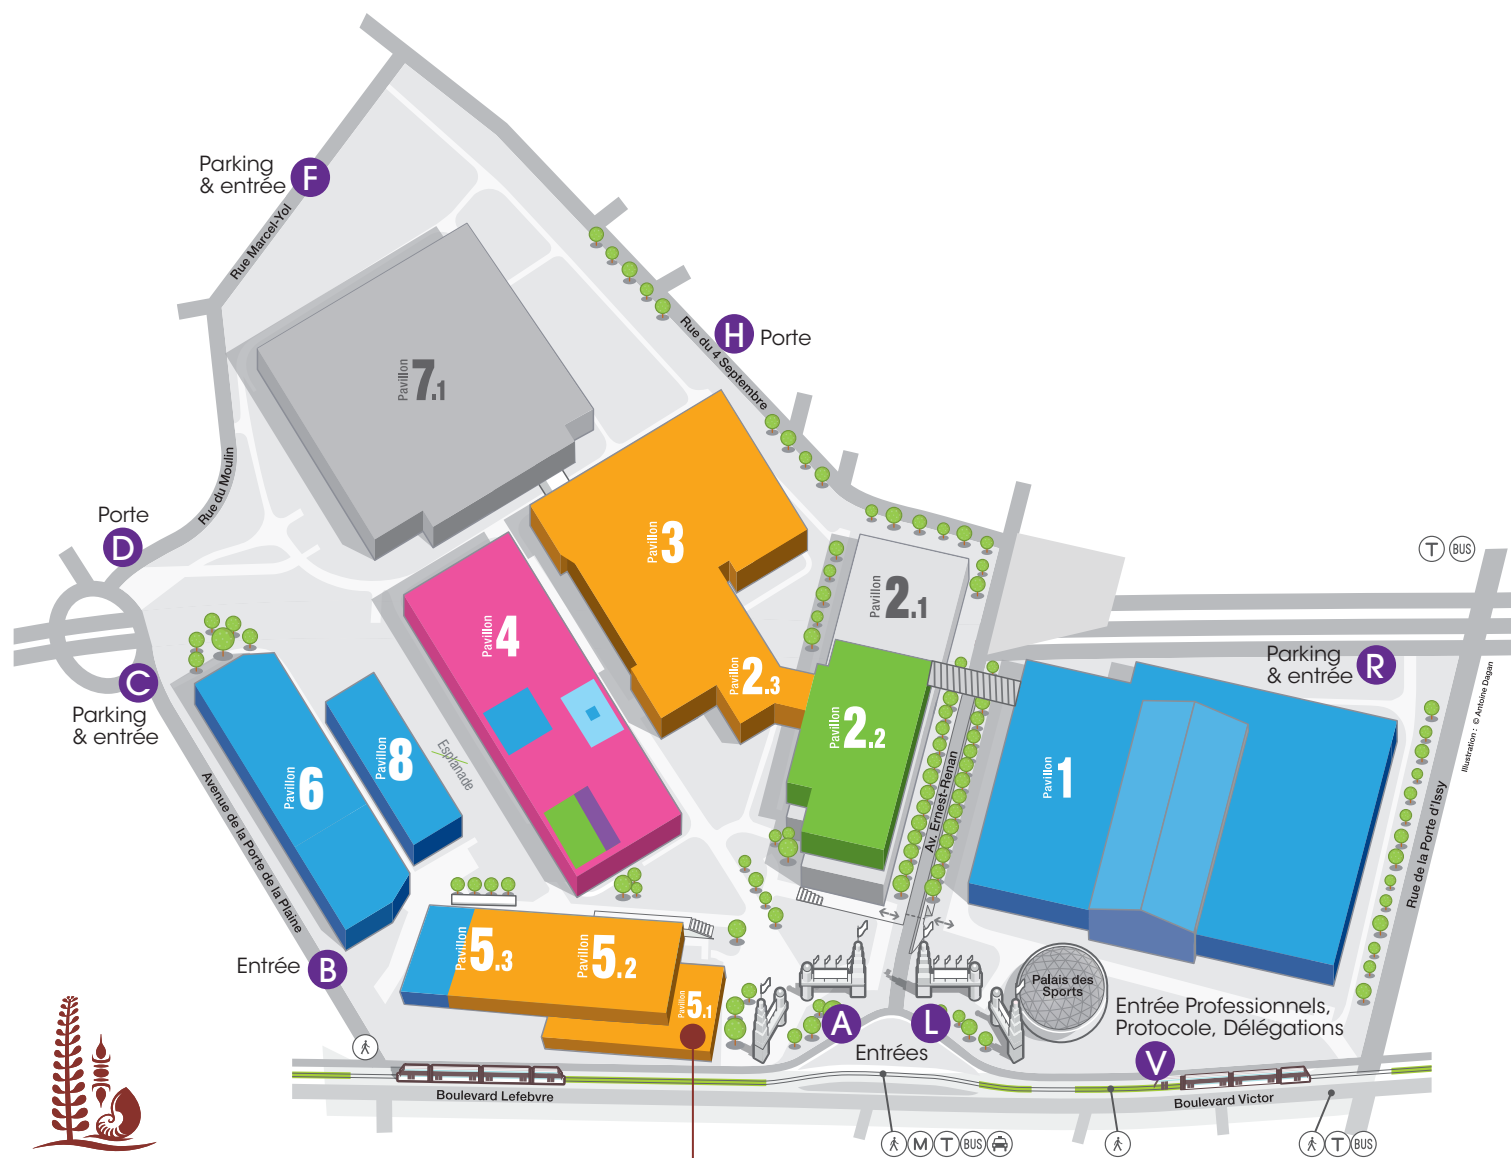 Parking
& entrée
F
Rue Marcel-Yol
H
Porte
Rue du 4 Septembre
Pavillon
7.1
Rue du Moulin
Porte
D
Pavillon
3
T
BUS
Pavillon
2.1
Pavillon
4
C
Parking
& entrée
Pavillon
2.3
Parking
& entrée
R
Illustration : © Antoine Dagan
Pavillon
2.2
Pavillon
6
Pavillon
8
Esplanade
Avenue de la Porte de la Plaine
Av. Ernest-Renan
Pavillon
1
Rue de la Porte d'Issy
Entrée
B
Pavillon
5.3
Pavillon
5.2
Pavillon
5.1
Palais des
Sports
A
L
Entrées
Entrée Professionnels,
Protocole, Délégations
V
Boulevard Lefebvre
Boulevard Victor
M
T
BUS
T
BUS